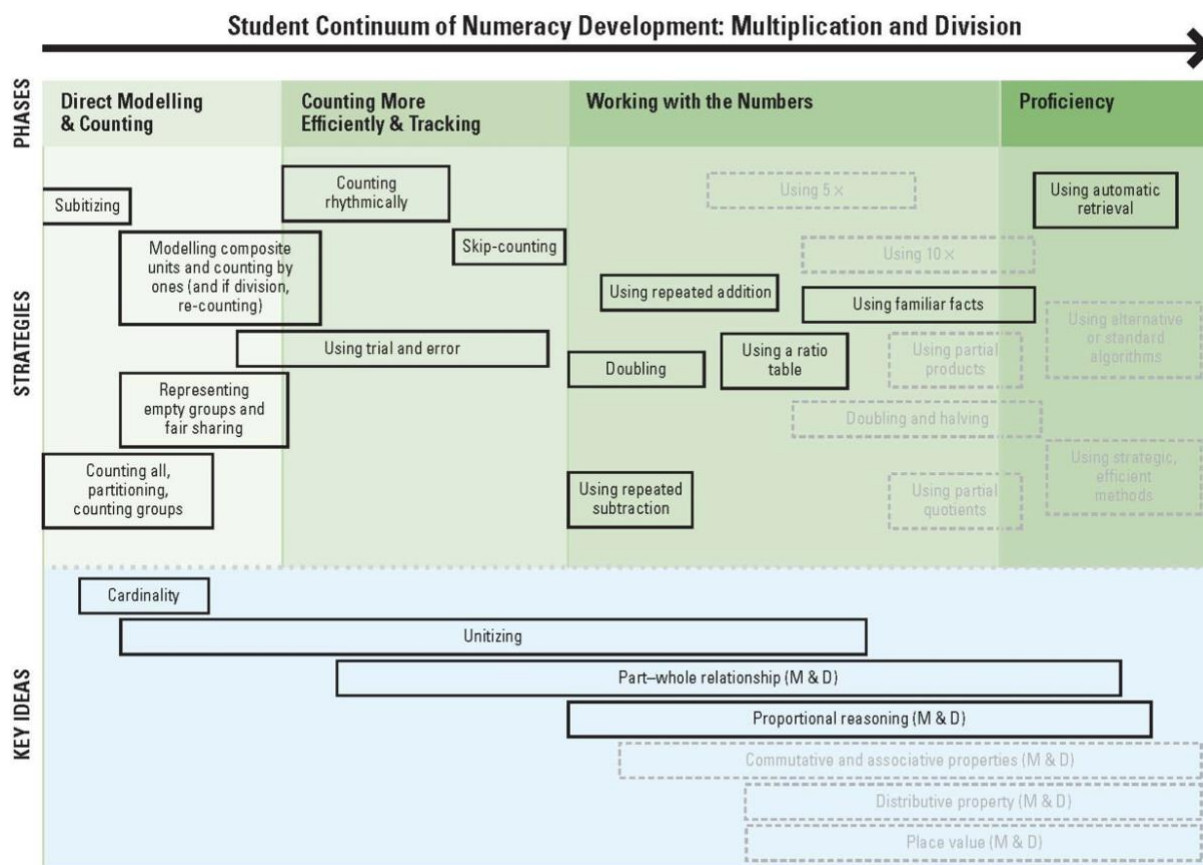 Student Continuum of Numeracy Development: Multiplication and Division
PHASES
Direct Modelling
& Counting
Counting More
Efficiently & Tracking
Working with the Numbers
Proficiency
STRATEGIES
Subitizing
Counting
rhythmically
Using 5 ×
Using automatic
retrieval
Modelling composite
units and counting by
ones (and if division,
re-counting)
Skip-counting
Using 10 ×
Using repeated addition
Using familiar facts
Using trial and error
Doubling
Using a ratio
table
Using partial
products
Using alternative
or standard
algorithms
Representing
empty groups and
fair sharing
Doubling and halving
Counting all,
partitioning,
counting groups
Using repeated
subtraction
Using partial
quotients
Using strategic,
efficient
methods
KEY IDEAS
Cardinality
Unitizing
Part–whole relationship (M & D)
Proportional reasoning (M & D)
Commutative and associative properties (M & D)
Distributive property (M & D)
Place value (M & D)